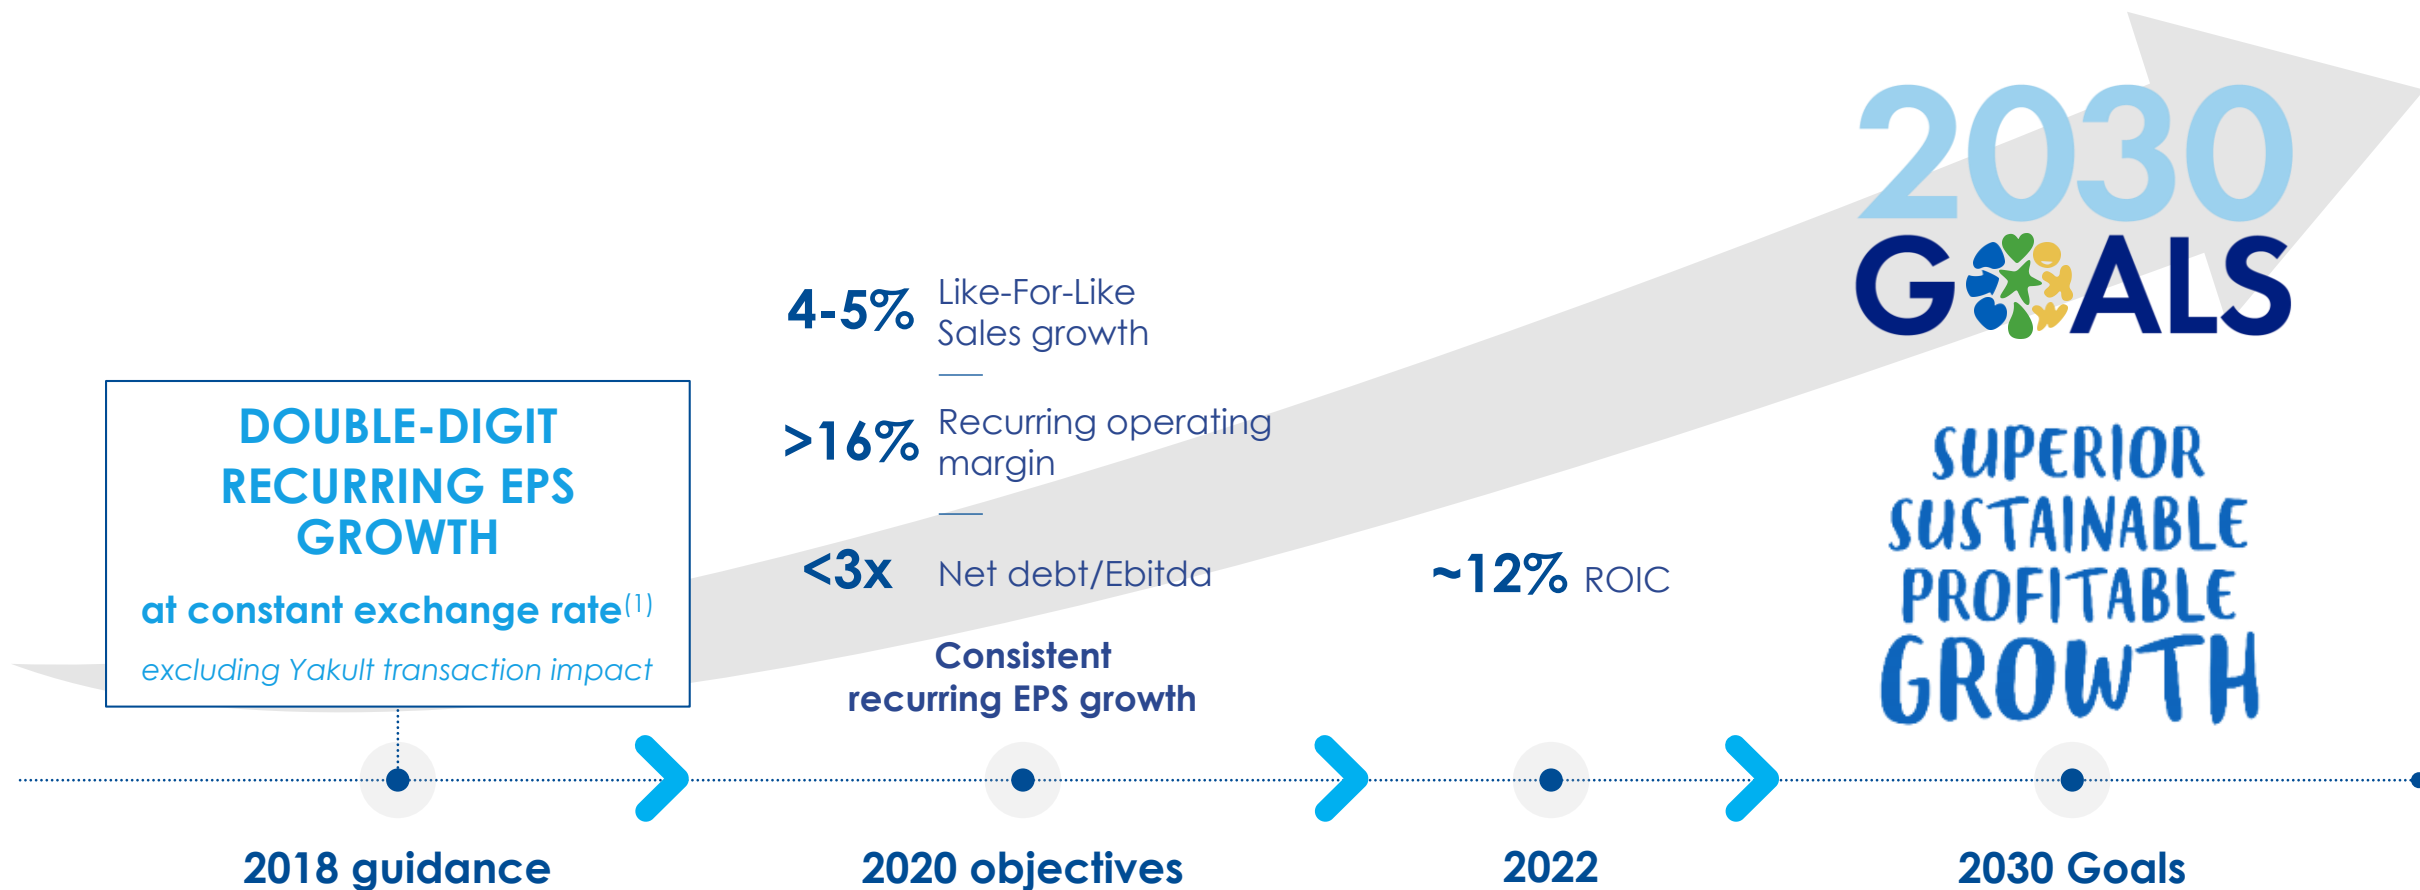 2030
GOALS
4-5% Like-For-Like
Sales growth
>16% Recurring operating
margin
<3x Net debt/Ebitda
Consistent
recurring EPS growth
DOUBLE-DIGIT
RECURRING EPS
GROWTH
at constant exchange rate(1)
excluding Yakult transaction impact
~12% ROIC
SUPERIOR
SUSTAINABLE
PROFITABLE
GROWTH
2018 guidance
2020 objectives
2022
2030 Goals